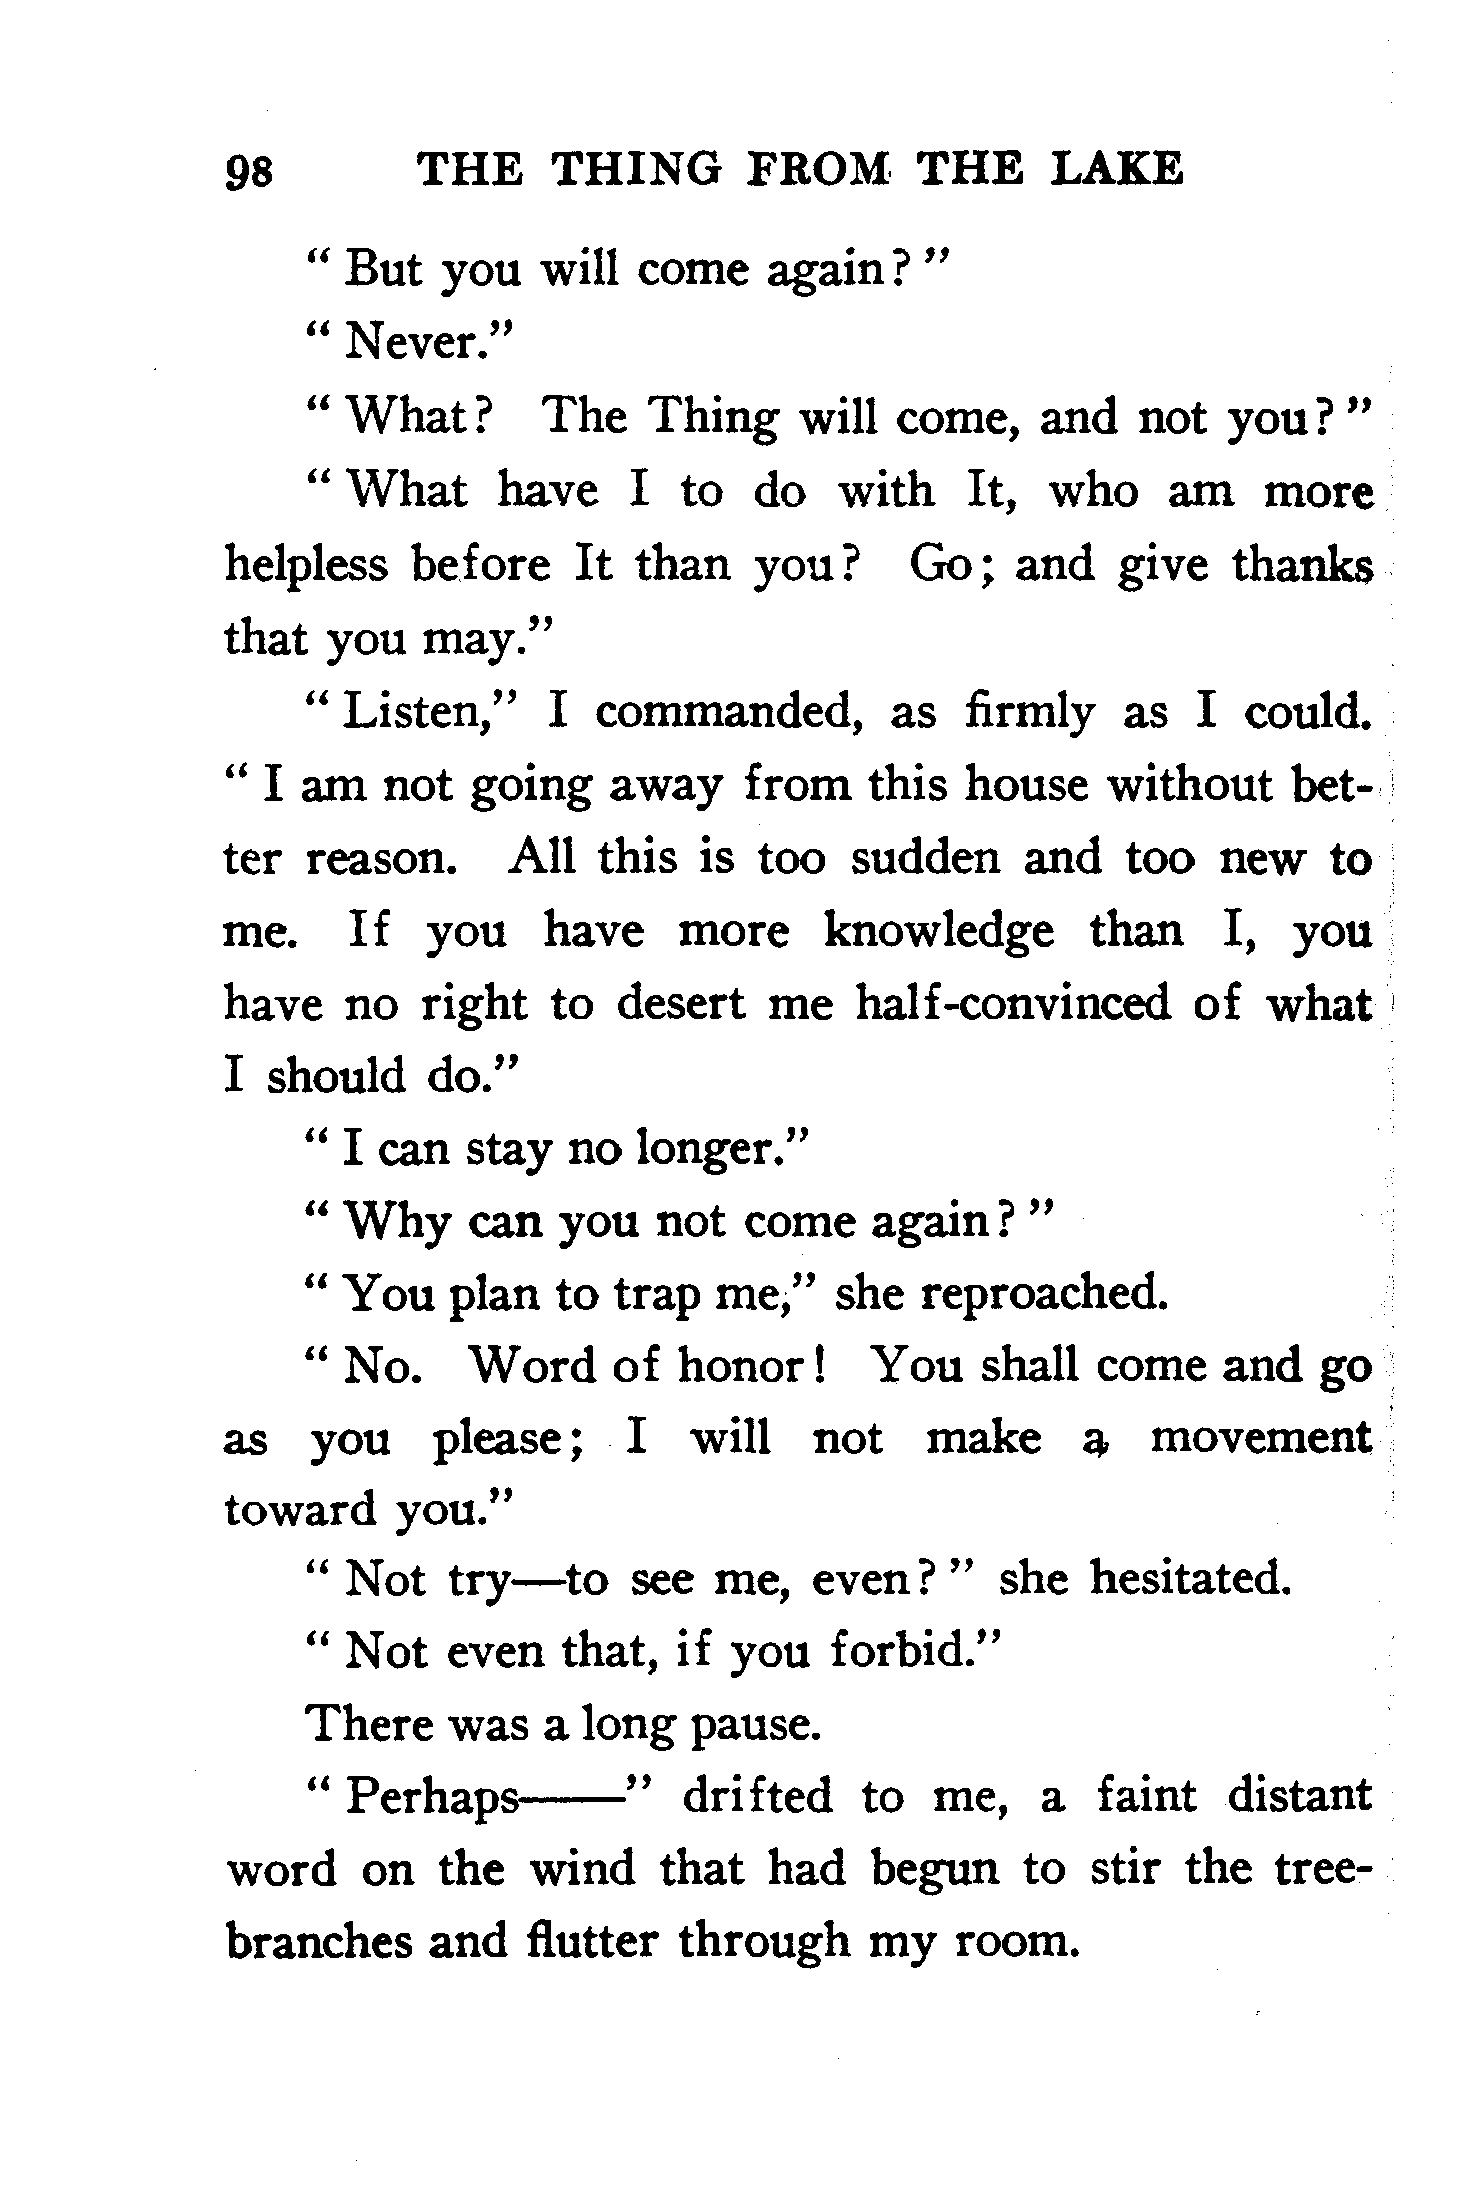 98 THE THING FROM THE LAKE
“ But you will come again? ”
“ Never.”
“ What? The Thing will come, and not you? ”
“ What have I to do with It, who am more
helpless before It than you? Go; and give thanks
that you may.”
“ Listen,” I commanded, as firmly as I could.
“ I am not going away from this house without bet-
ter reason. All this is too sudden and too new to
me. If you have more knowledge than I, you
have no right to desert me half-convinced of what
I should do.”
“ I can stay no longer.”
“ Why can you not come again? ”
“ You plan to trap me,” she reproached.
“ No. Word of honor! You shall come and go
as you please; I will not make a movement
toward you.”
“ Not try—to see me, even? ” she hesitated.
“ Not even that, if you forbid.”
There was a long pause.
“ Perhaps——” drifted to me, a faint distant
word on the wind that had begun to stir the tree-
branches and flutter through my room.